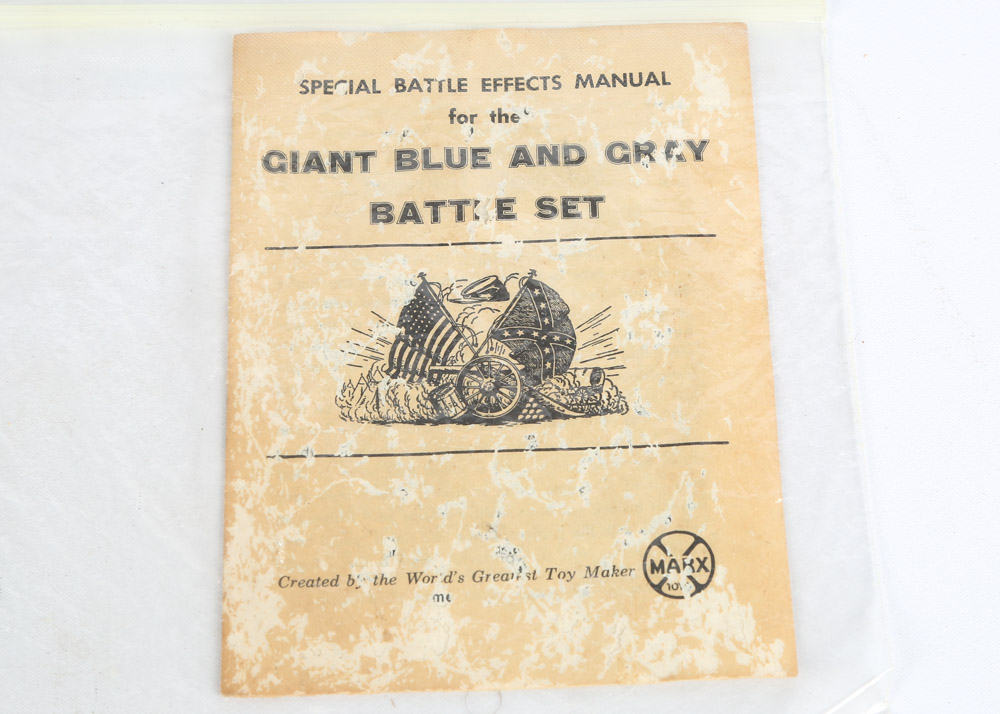 SPECIAL BATTLE EFFECTS MANUAL
for the
GIANT BLUE AND GRAY
BATTLE SET
Created by the World's Greatest Toy Maker
MARX
TOYS
me